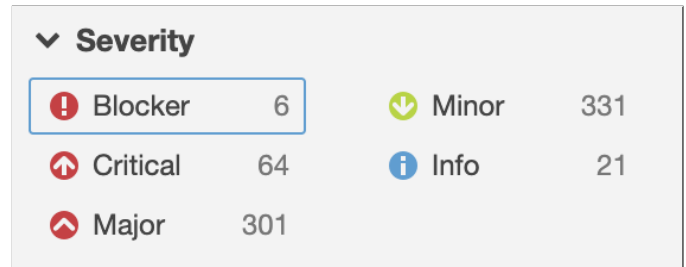 Severity
Blocker 6
Minor 331
Critical 64
Info 21
Major 301